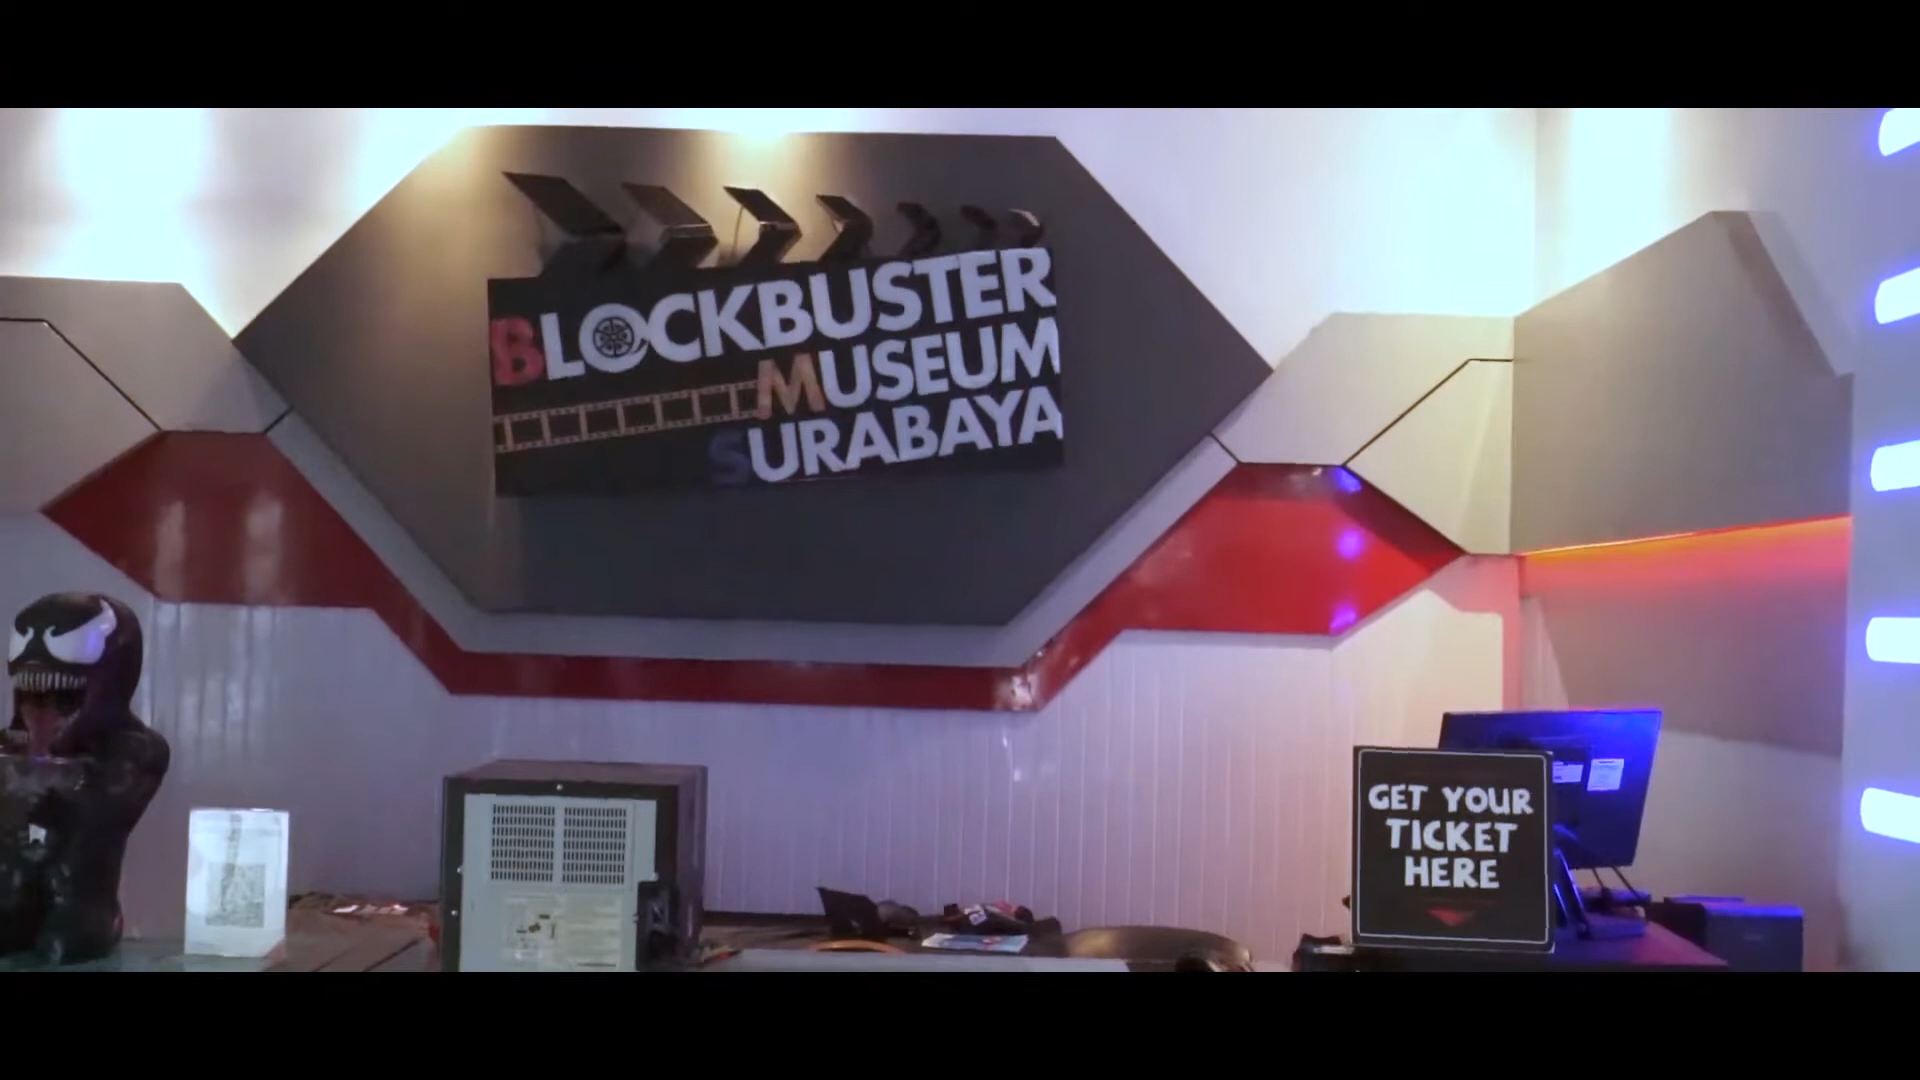 BLOCKBUSTER
MUSEUM
SURABAYA
GET YOUR
TICKET
HERE